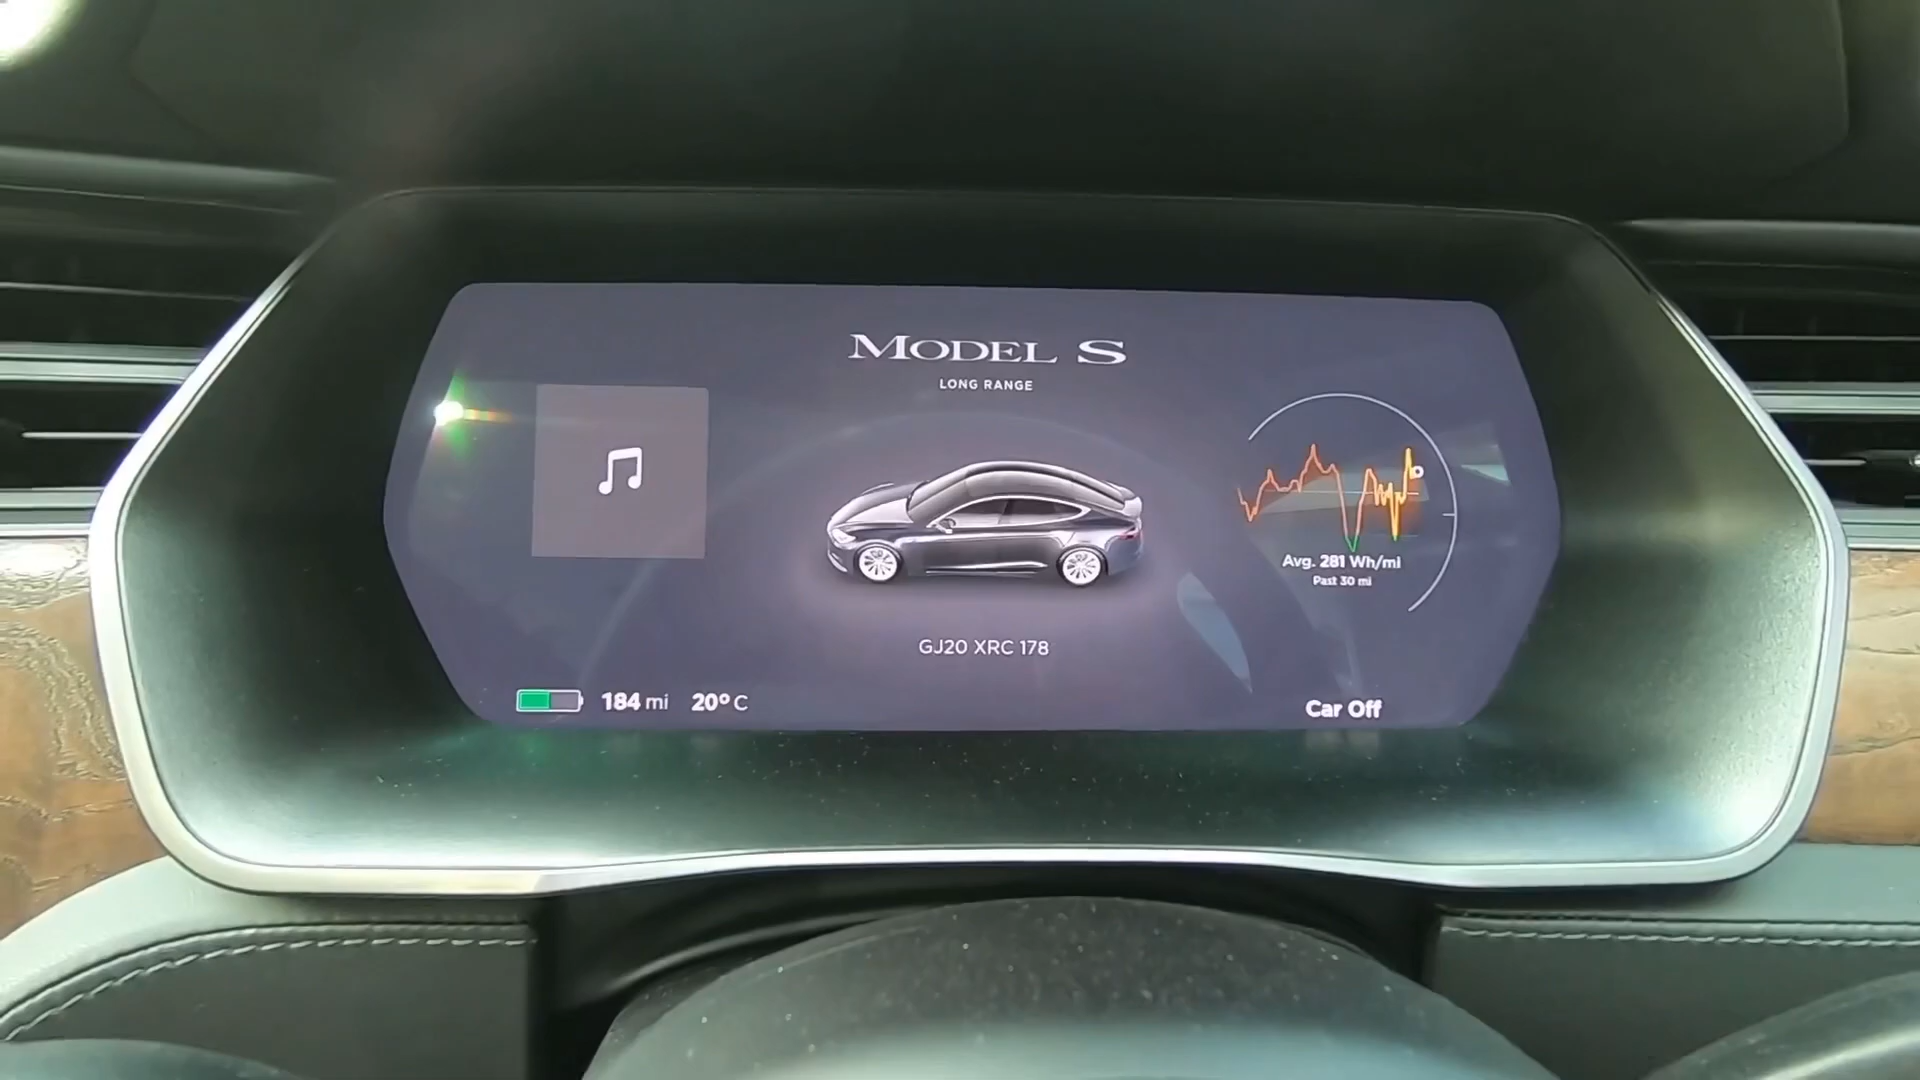 MODEL S
LONG RANGE
Avg. 281 Wh/mi
Past 30 mi
GJ20 XRC 178
184 mi 20° C
Car Off